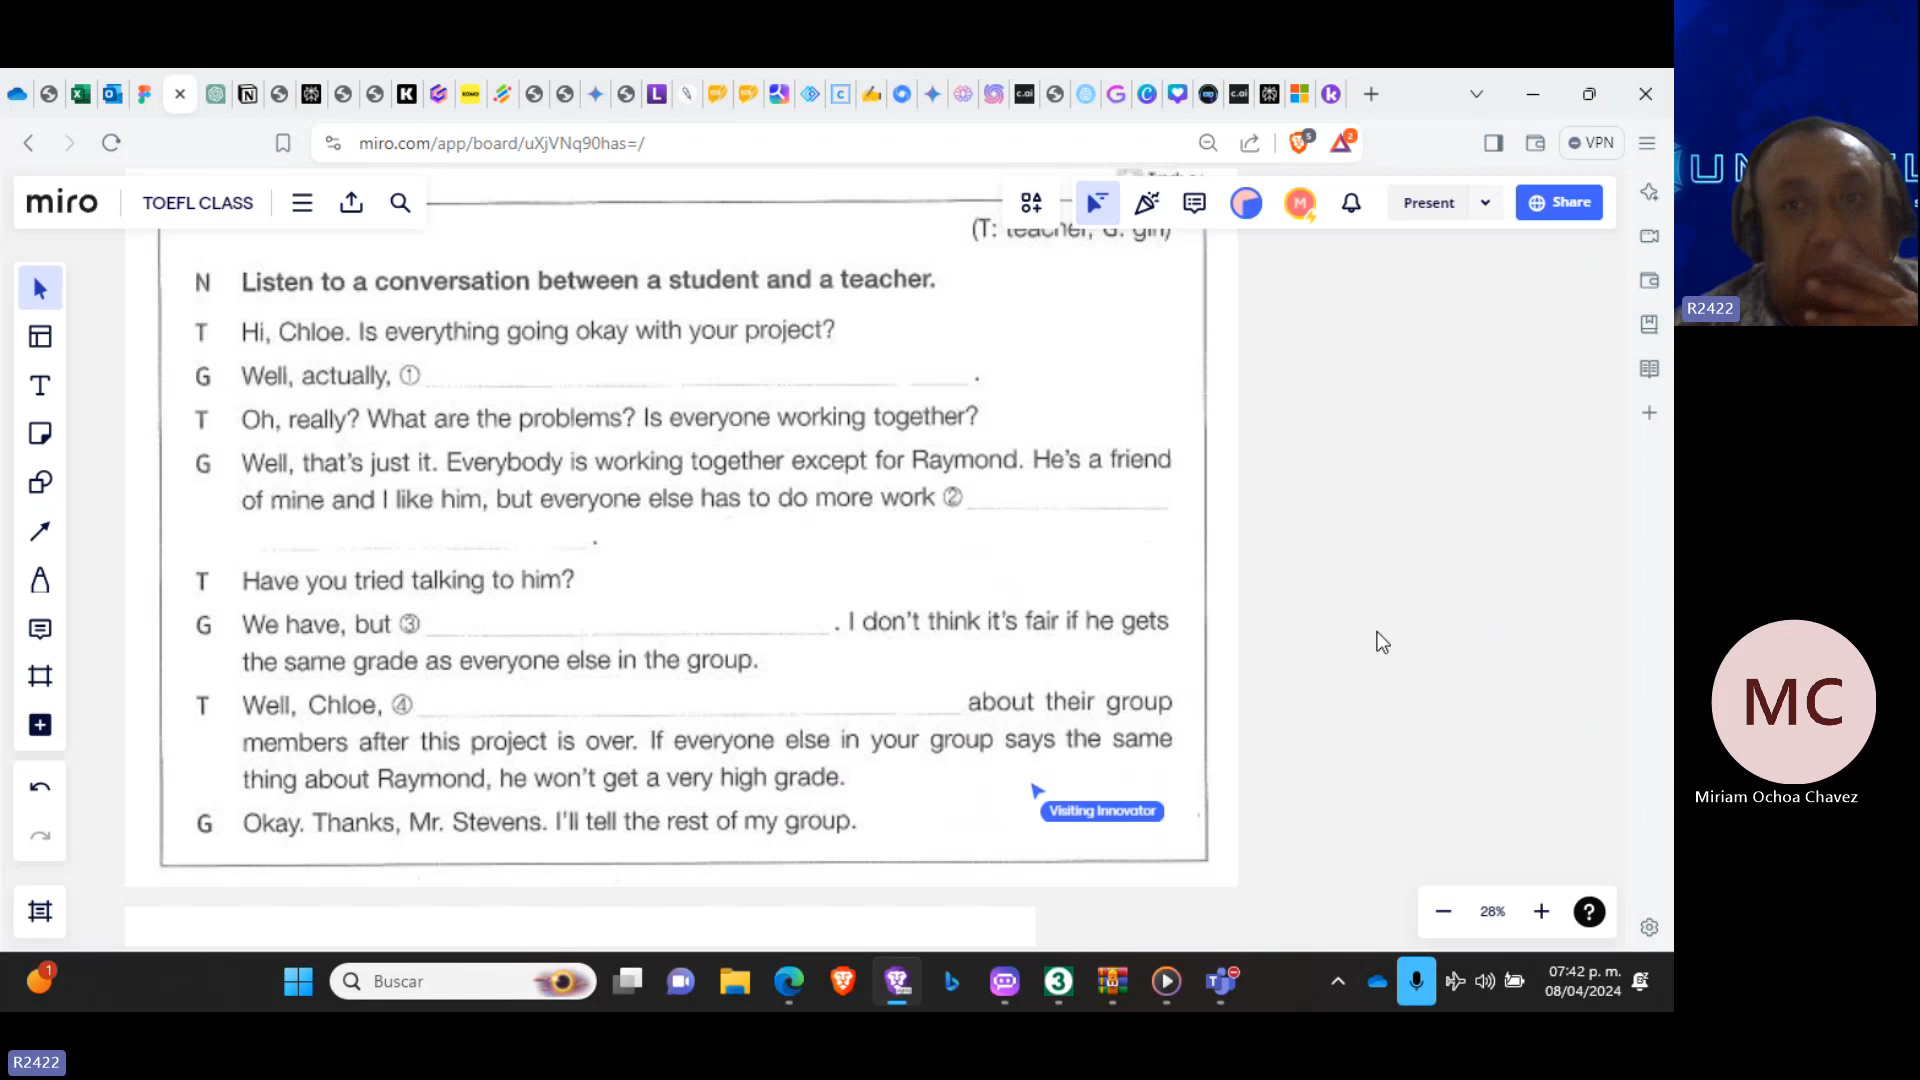 miro.com/app/board/uXjVNq90has=/
5
2
VPN
miro
TOEFL CLASS
M
Present
Share
(T: teacher, G: girl)
N Listen to a conversation between a student and a teacher.
T Hi, Chloe. Is everything going okay with your project?
G Well, actually, ① .
T Oh, really? What are the problems? Is everyone working together?
G Well, that's just it. Everybody is working together except for Raymond. He's a friend
of mine and I like him, but everyone else has to do more work ②
.
T Have you tried talking to him?
G We have, but ③ . I don't think it's fair if he gets
the same grade as everyone else in the group.
T Well, Chloe, ④ about their group
members after this project is over. If everyone else in your group says the same
thing about Raymond, he won't get a very high grade.
Visiting Innovator
G Okay. Thanks, Mr. Stevens. I'll tell the rest of my group.
28%
1
Buscar
07:42 p. m.
08/04/2024
R2422
R2422
MC
Miriam Ochoa Chavez